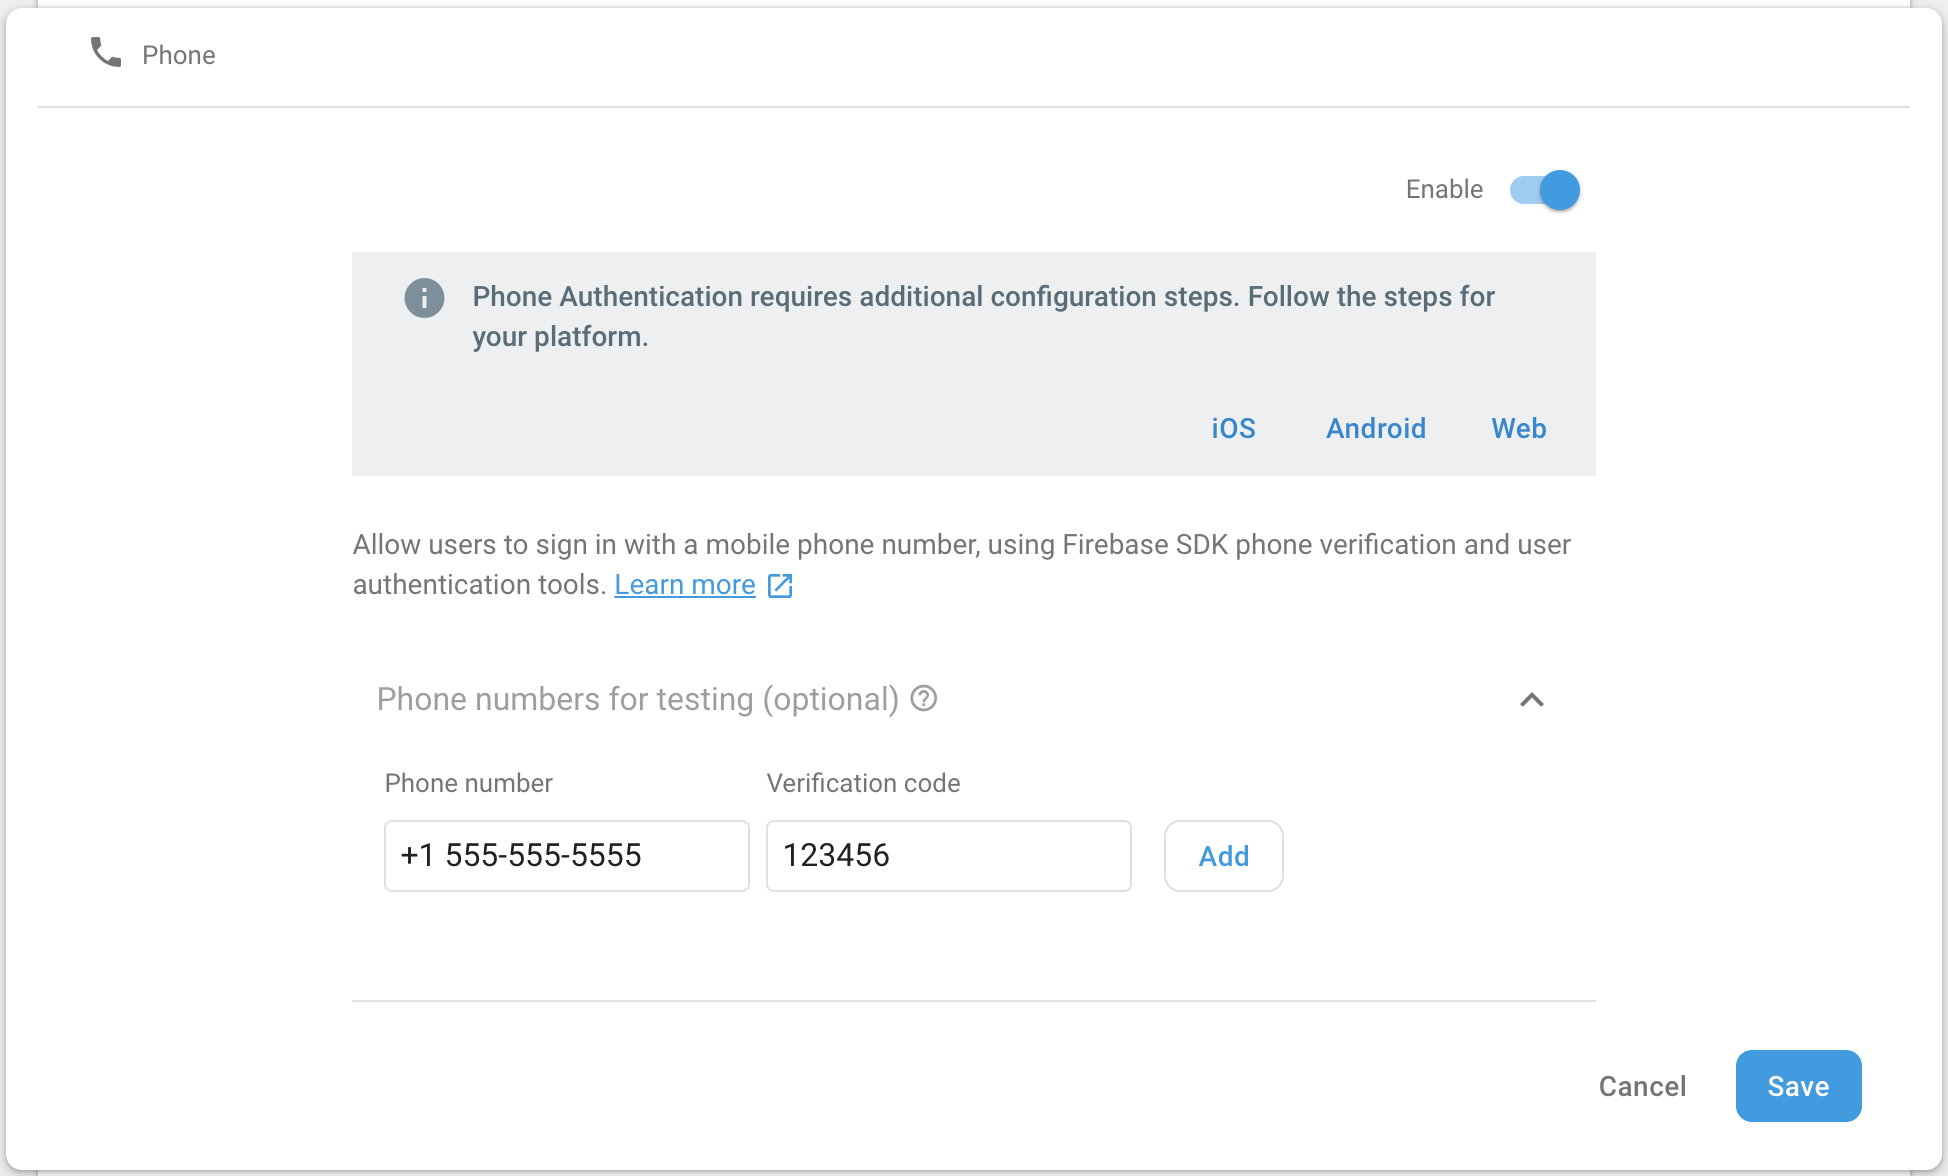 Phone
Enable
Phone Authentication requires additional configuration steps. Follow the steps for
your platform.
iOS Android Web
Allow users to sign in with a mobile phone number, using Firebase SDK phone verification and user
authentication tools. Learn more
Phone numbers for testing (optional)
Phone number Verification code
+1 555-555-5555 123456 Add
Cancel Save